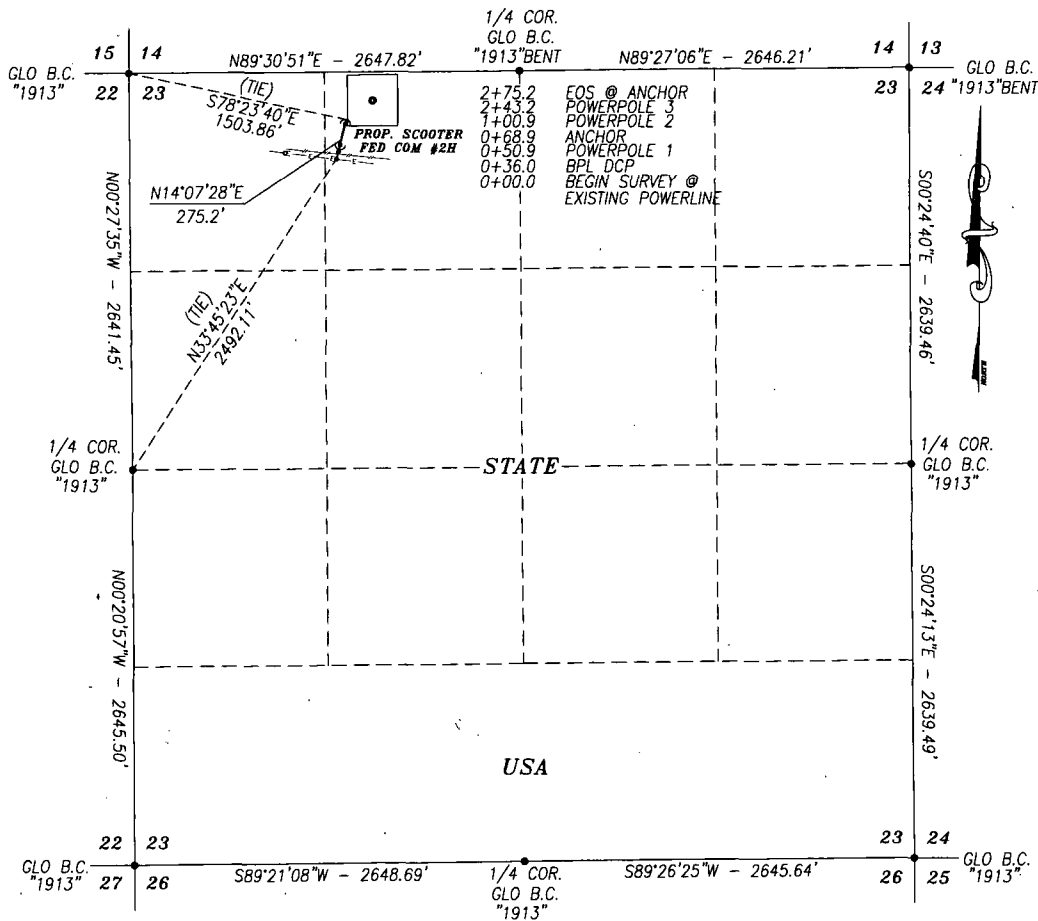 1/4 COR.
GLO B.C.
"1913"BENT
15 14
22 23
GLO B.C.
"1913"
N89°30'51"E - 2647.82'
N89°27'06"E - 2646.21'
14 13
23 24
GLO B.C.
"1913"BENT
(TIE)
S78°23'40"E
1503.86'
PROP. SCOOTER
FED COM #2H
2+75.2 EOS @ ANCHOR
2+43.2 POWERPOLE 3
1+00.9 POWERPOLE 2
0+68.9 ANCHOR
0+50.9 POWERPOLE 1
0+36.0 BPL DCP
0+00.0 BEGIN SURVEY @
EXISTING POWERLINE
N14°07'28"E
275.2'
N00°27'35"W - 2641.45'
(TIE)
N33°45'23"E
2492.11'
S00°24'40"E - 2639.46'
NORTH
1/4 COR.
GLO B.C.
"1913"
STATE
1/4 COR.
GLO B.C.
"1913"
N00°20'57"W - 2645.50'
S00°24'13"E - 2639.49'
USA
22 23
27 26
GLO B.C.
"1913"
S89°21'08"W - 2648.69'
1/4 COR.
GLO B.C.
"1913"
S89°26'25"W - 2645.64'
23 24
26 25
GLO B.C.
"1913"